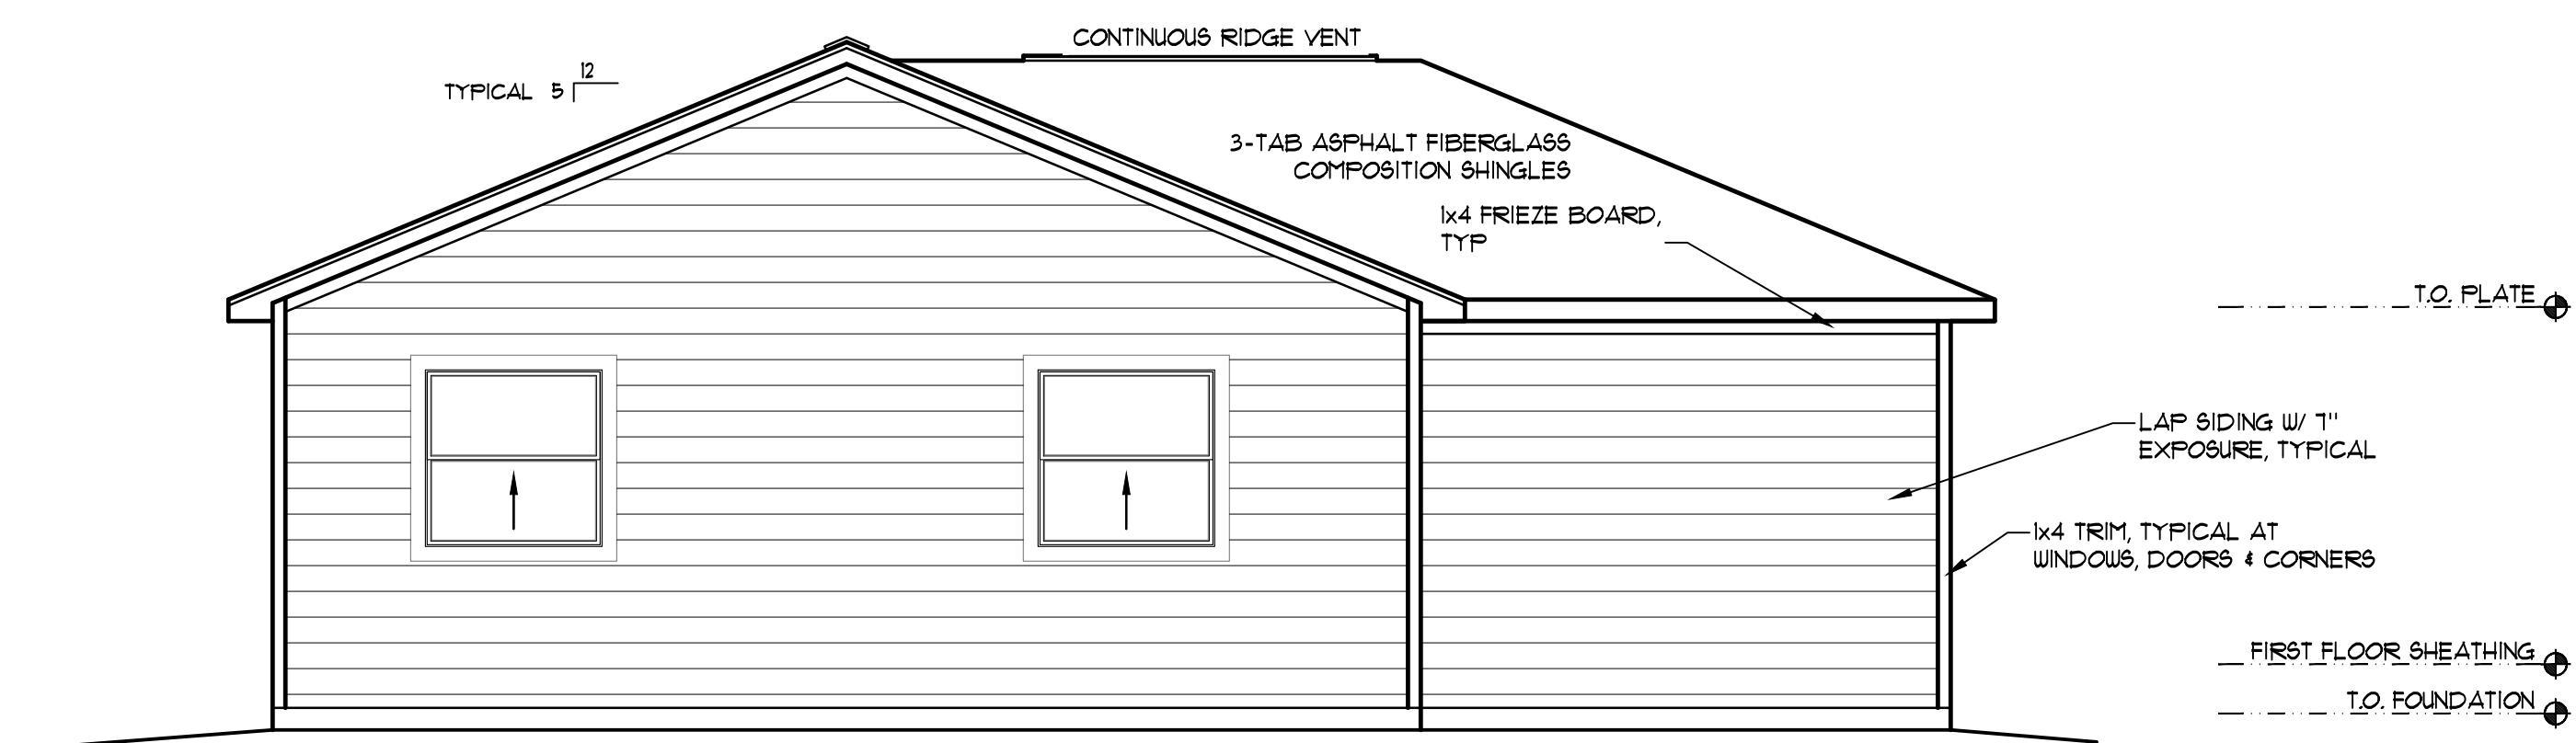 CONTINUOUS RIDGE VENT
12
TYPICAL 5
3-TAB ASPHALT FIBERGLASS
COMPOSITION SHINGLES
1x4 FRIEZE BOARD,
TYP
T.O. PLATE
LAP SIDING W/ 7"
EXPOSURE, TYPICAL
1x4 TRIM, TYPICAL AT
WINDOWS, DOORS & CORNERS
FIRST FLOOR SHEATHING
T.O. FOUNDATION